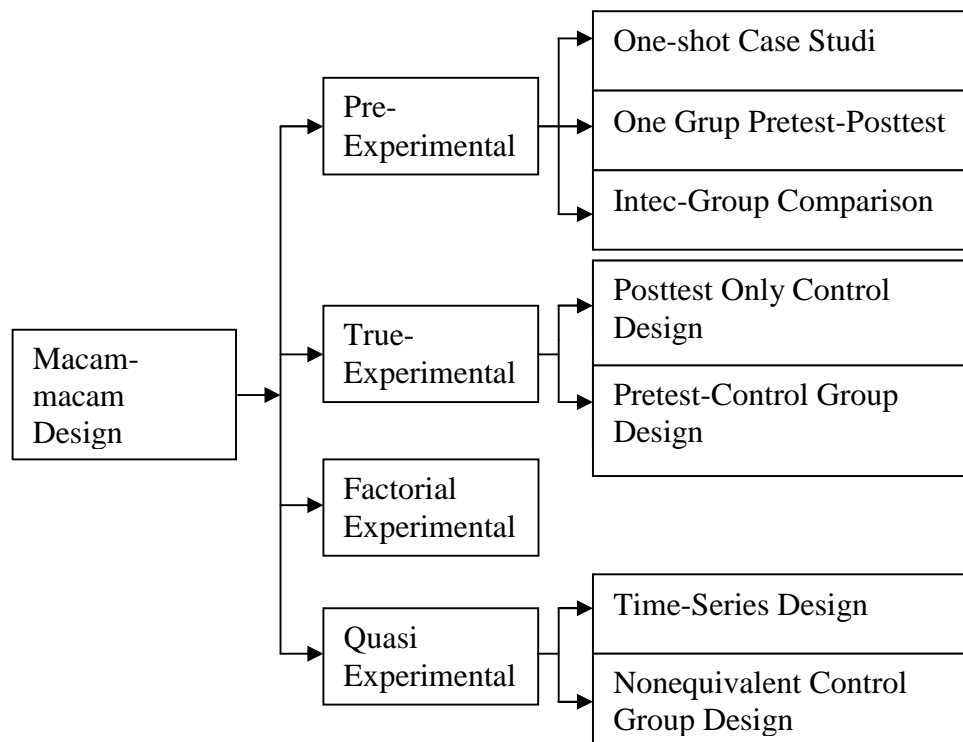 Macam-
macam
Design
Pre-
Experimental
One-shot Case Studi
One Grup Pretest-Posttest
Intec-Group Comparison
True-
Experimental
Posttest Only Control
Design
Pretest-Control Group
Design
Factorial
Experimental
Quasi
Experimental
Time-Series Design
Nonequivalent Control
Group Design